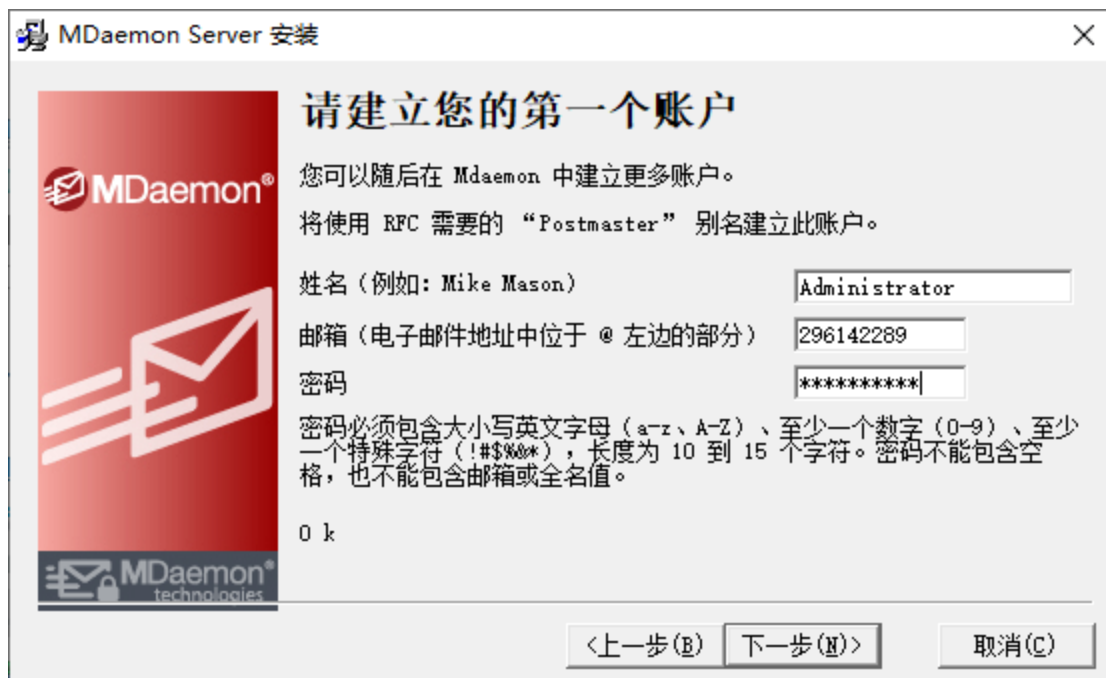 MDaemon Server 安装
MDaemon®
请建立您的第一个账户
您可以随后在 Mdaemon 中建立更多账户。
将使用 RFC 需要的 “Postmaster” 别名建立此账户。
姓名（例如：Mike Mason）
Administrator
邮箱（电子邮件地址中位于 @ 左边的部分）
296142289
密码
**********
密码必须包含大小写英文字母（a-z、A-Z）、至少一个数字（0-9）、至少
一个特殊字符（!#$%&*），长度为 10 到 15 个字符。密码不能包含空
格，也不能包含邮箱或全名值。
O k
MDaemon®
technologies
<上一步(B)
下一步(N)>
取消(C)